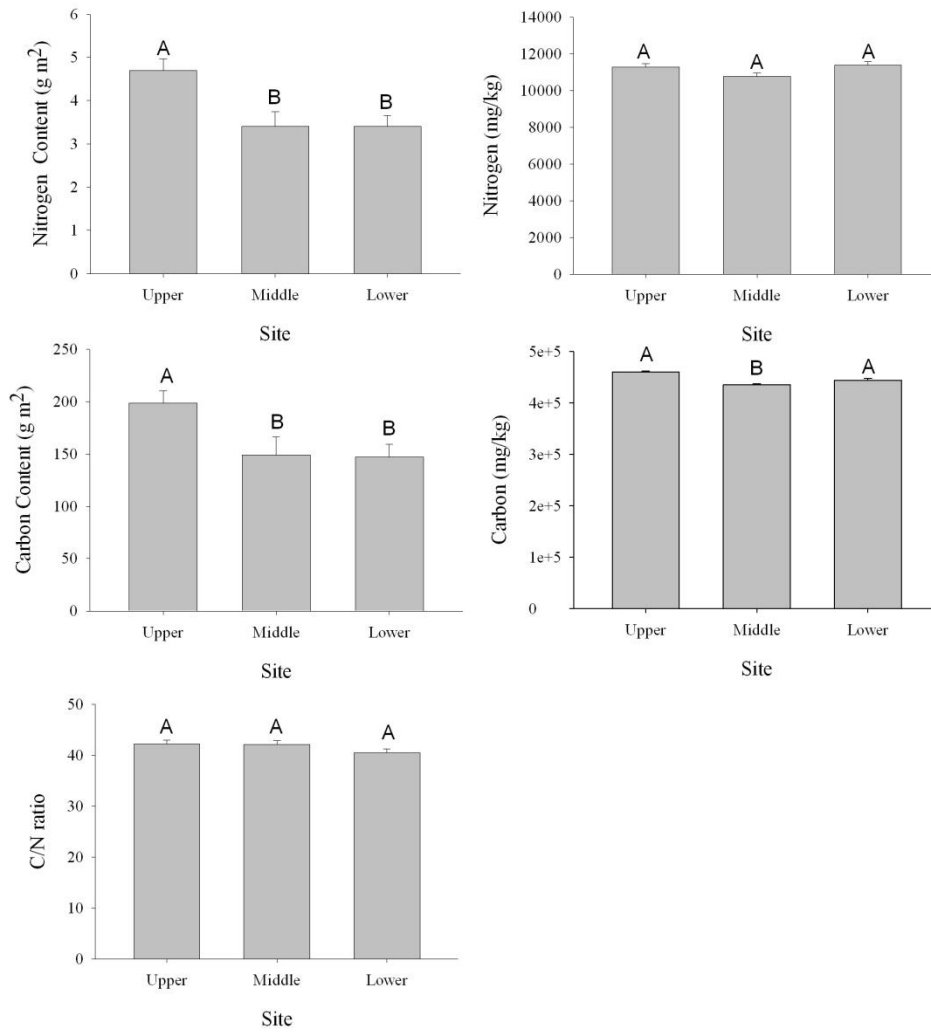 Nitrogen Content (g m²)
6
5
4
3
2
1
0
A
B
B
Upper Middle Lower
Site
Nitrogen (mg/kg)
14000
12000
10000
8000
6000
4000
2000
0
A
A
A
Upper Middle Lower
Site
Carbon Content (g m²)
250
200
150
100
50
0
A
B
B
Upper Middle Lower
Site
Carbon (mg/kg)
5e+5
4e+5
3e+5
2e+5
1e+5
0
A
B
A
Upper Middle Lower
Site
C/N ratio
50
40
30
20
10
0
A
A
A
Upper Middle Lower
Site